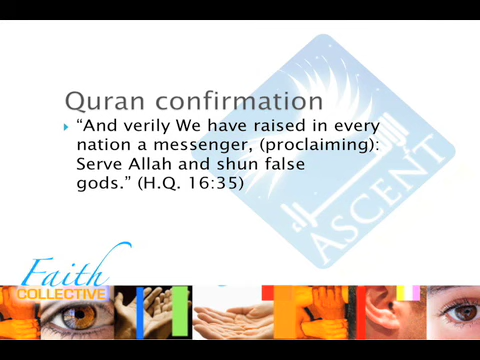 Quran confirmation
“And verily We have raised in every
nation a messenger, (proclaiming):
Serve Allah and shun false
gods.” (H.Q. 16:35)
ASCENT
Faith
COLLECTIVE